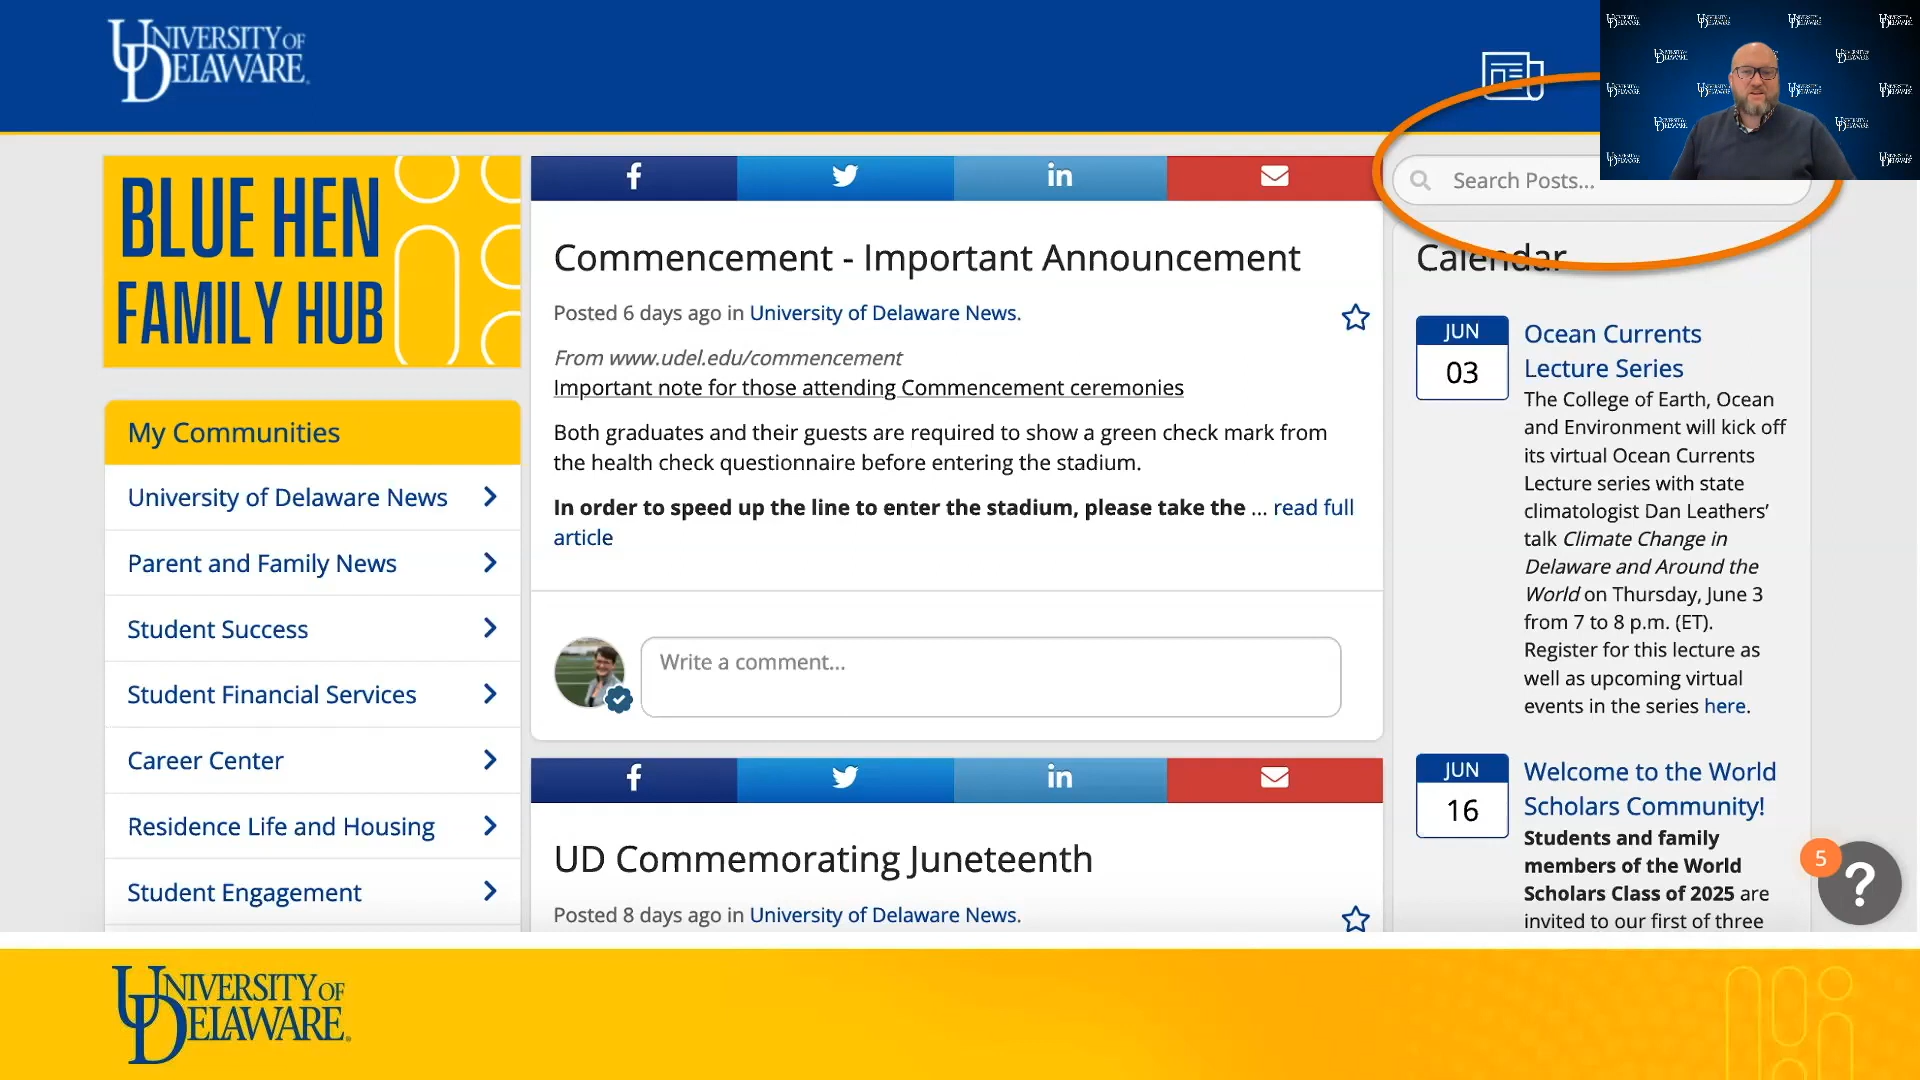 UNIVERSITY OF
DELAWARE
BLUE HEN
FAMILY HUB
My Communities
University of Delaware News
Parent and Family News
Student Success
Student Financial Services
Career Center
Residence Life and Housing
Student Engagement
Commencement - Important Announcement
Posted 6 days ago in University of Delaware News.
From www.udel.edu/commencement
Important note for those attending Commencement ceremonies
Both graduates and their guests are required to show a green check mark from
the health check questionnaire before entering the stadium.
In order to speed up the line to enter the stadium, please take the ... read full
article
Write a comment...
UD Commemorating Juneteenth
Posted 8 days ago in University of Delaware News.
Search Posts...
Calendar
JUN
03
Ocean Currents
Lecture Series
The College of Earth, Ocean
and Environment will kick off
its virtual Ocean Currents
Lecture series with state
climatologist Dan Leathers’
talk Climate Change in
Delaware and Around the
World on Thursday, June 3
from 7 to 8 p.m. (ET).
Register for this lecture as
well as upcoming virtual
events in the series here.
JUN
16
Welcome to the World
Scholars Community!
Students and family
members of the World
Scholars Class of 2025 are
invited to our first of three
5
?
UNIVERSITY OF
DELAWARE